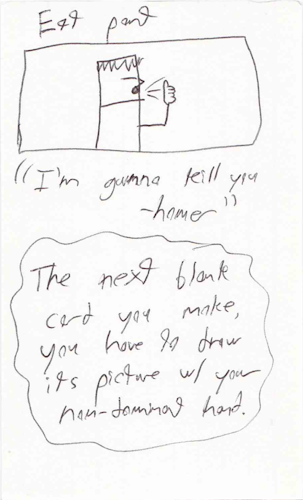 Eat pant
"I'm gunna kill you
-homer"
The next blank
card you make,
you have to draw
its picture w/ your
non-dominant hand.